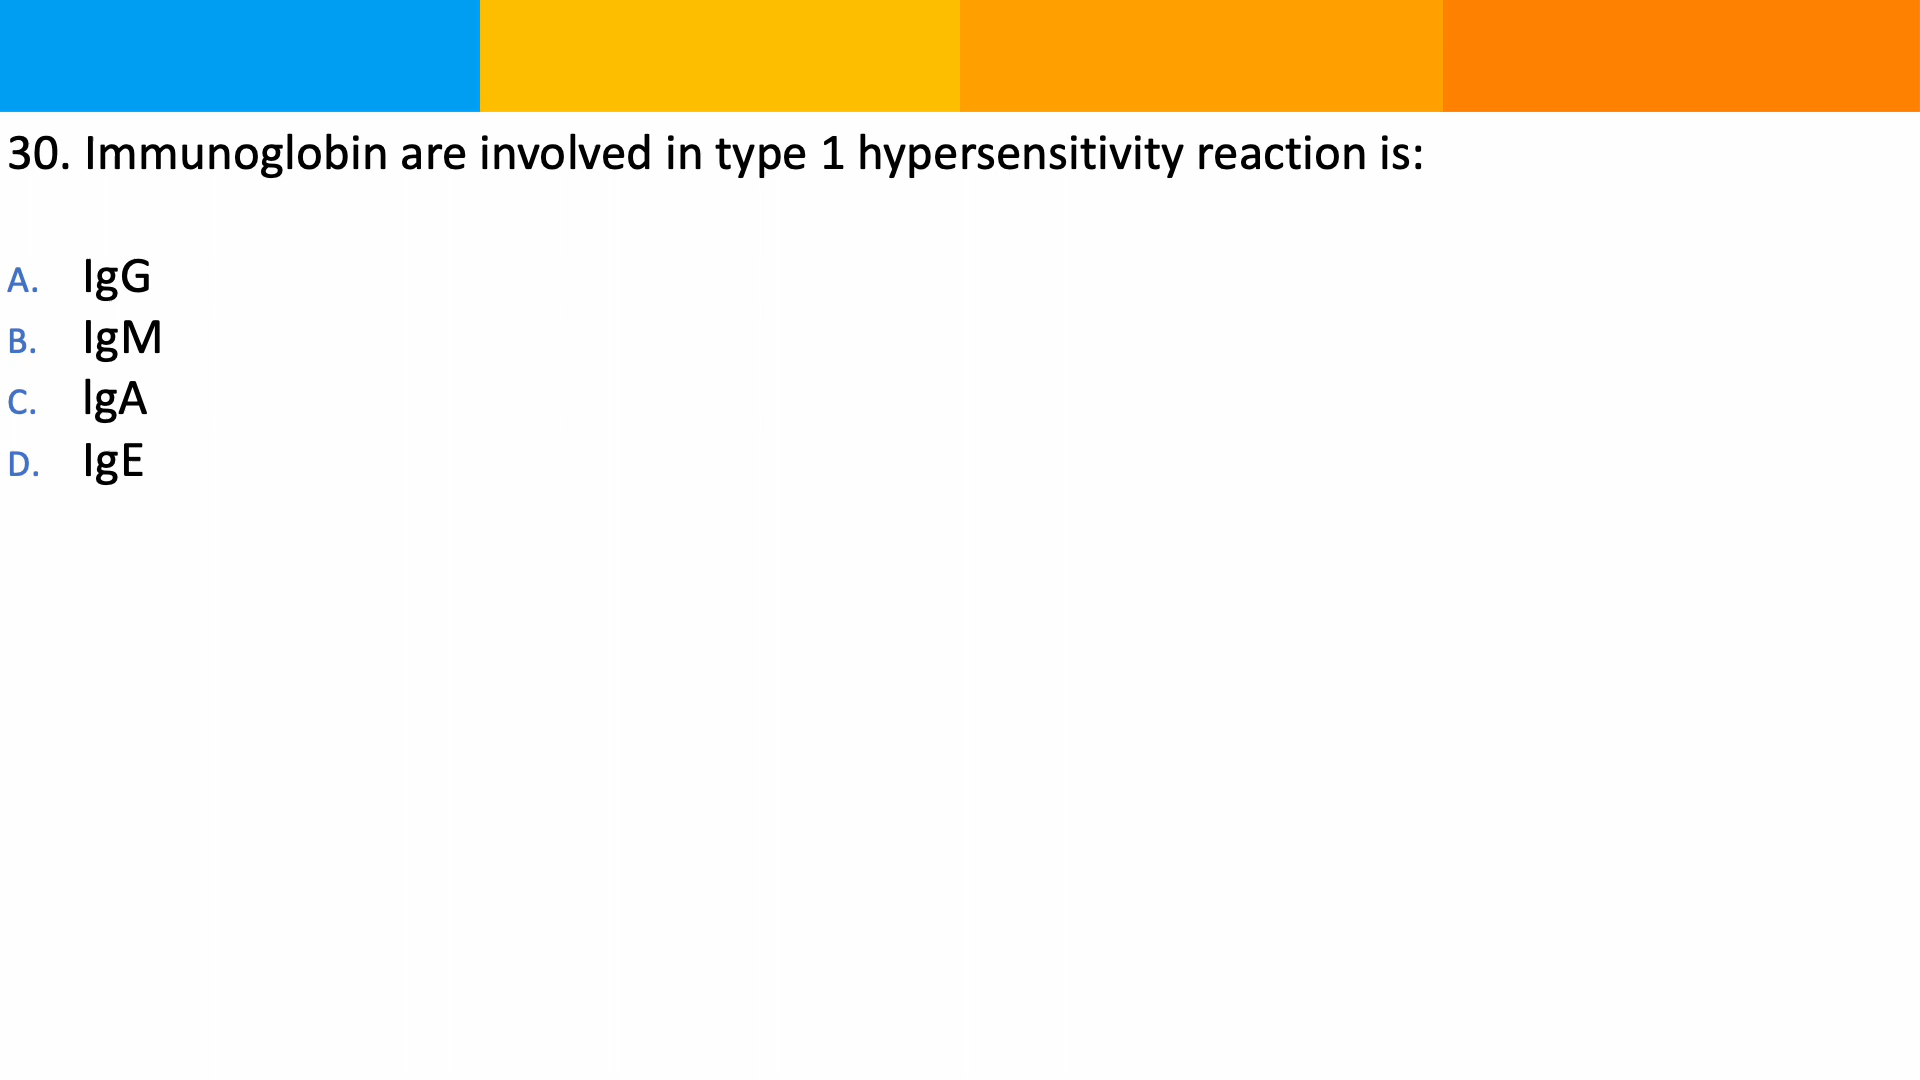 30. Immunoglobin are involved in type 1 hypersensitivity reaction is:
A. IgG
B. IgM
C. IgA
D. IgE